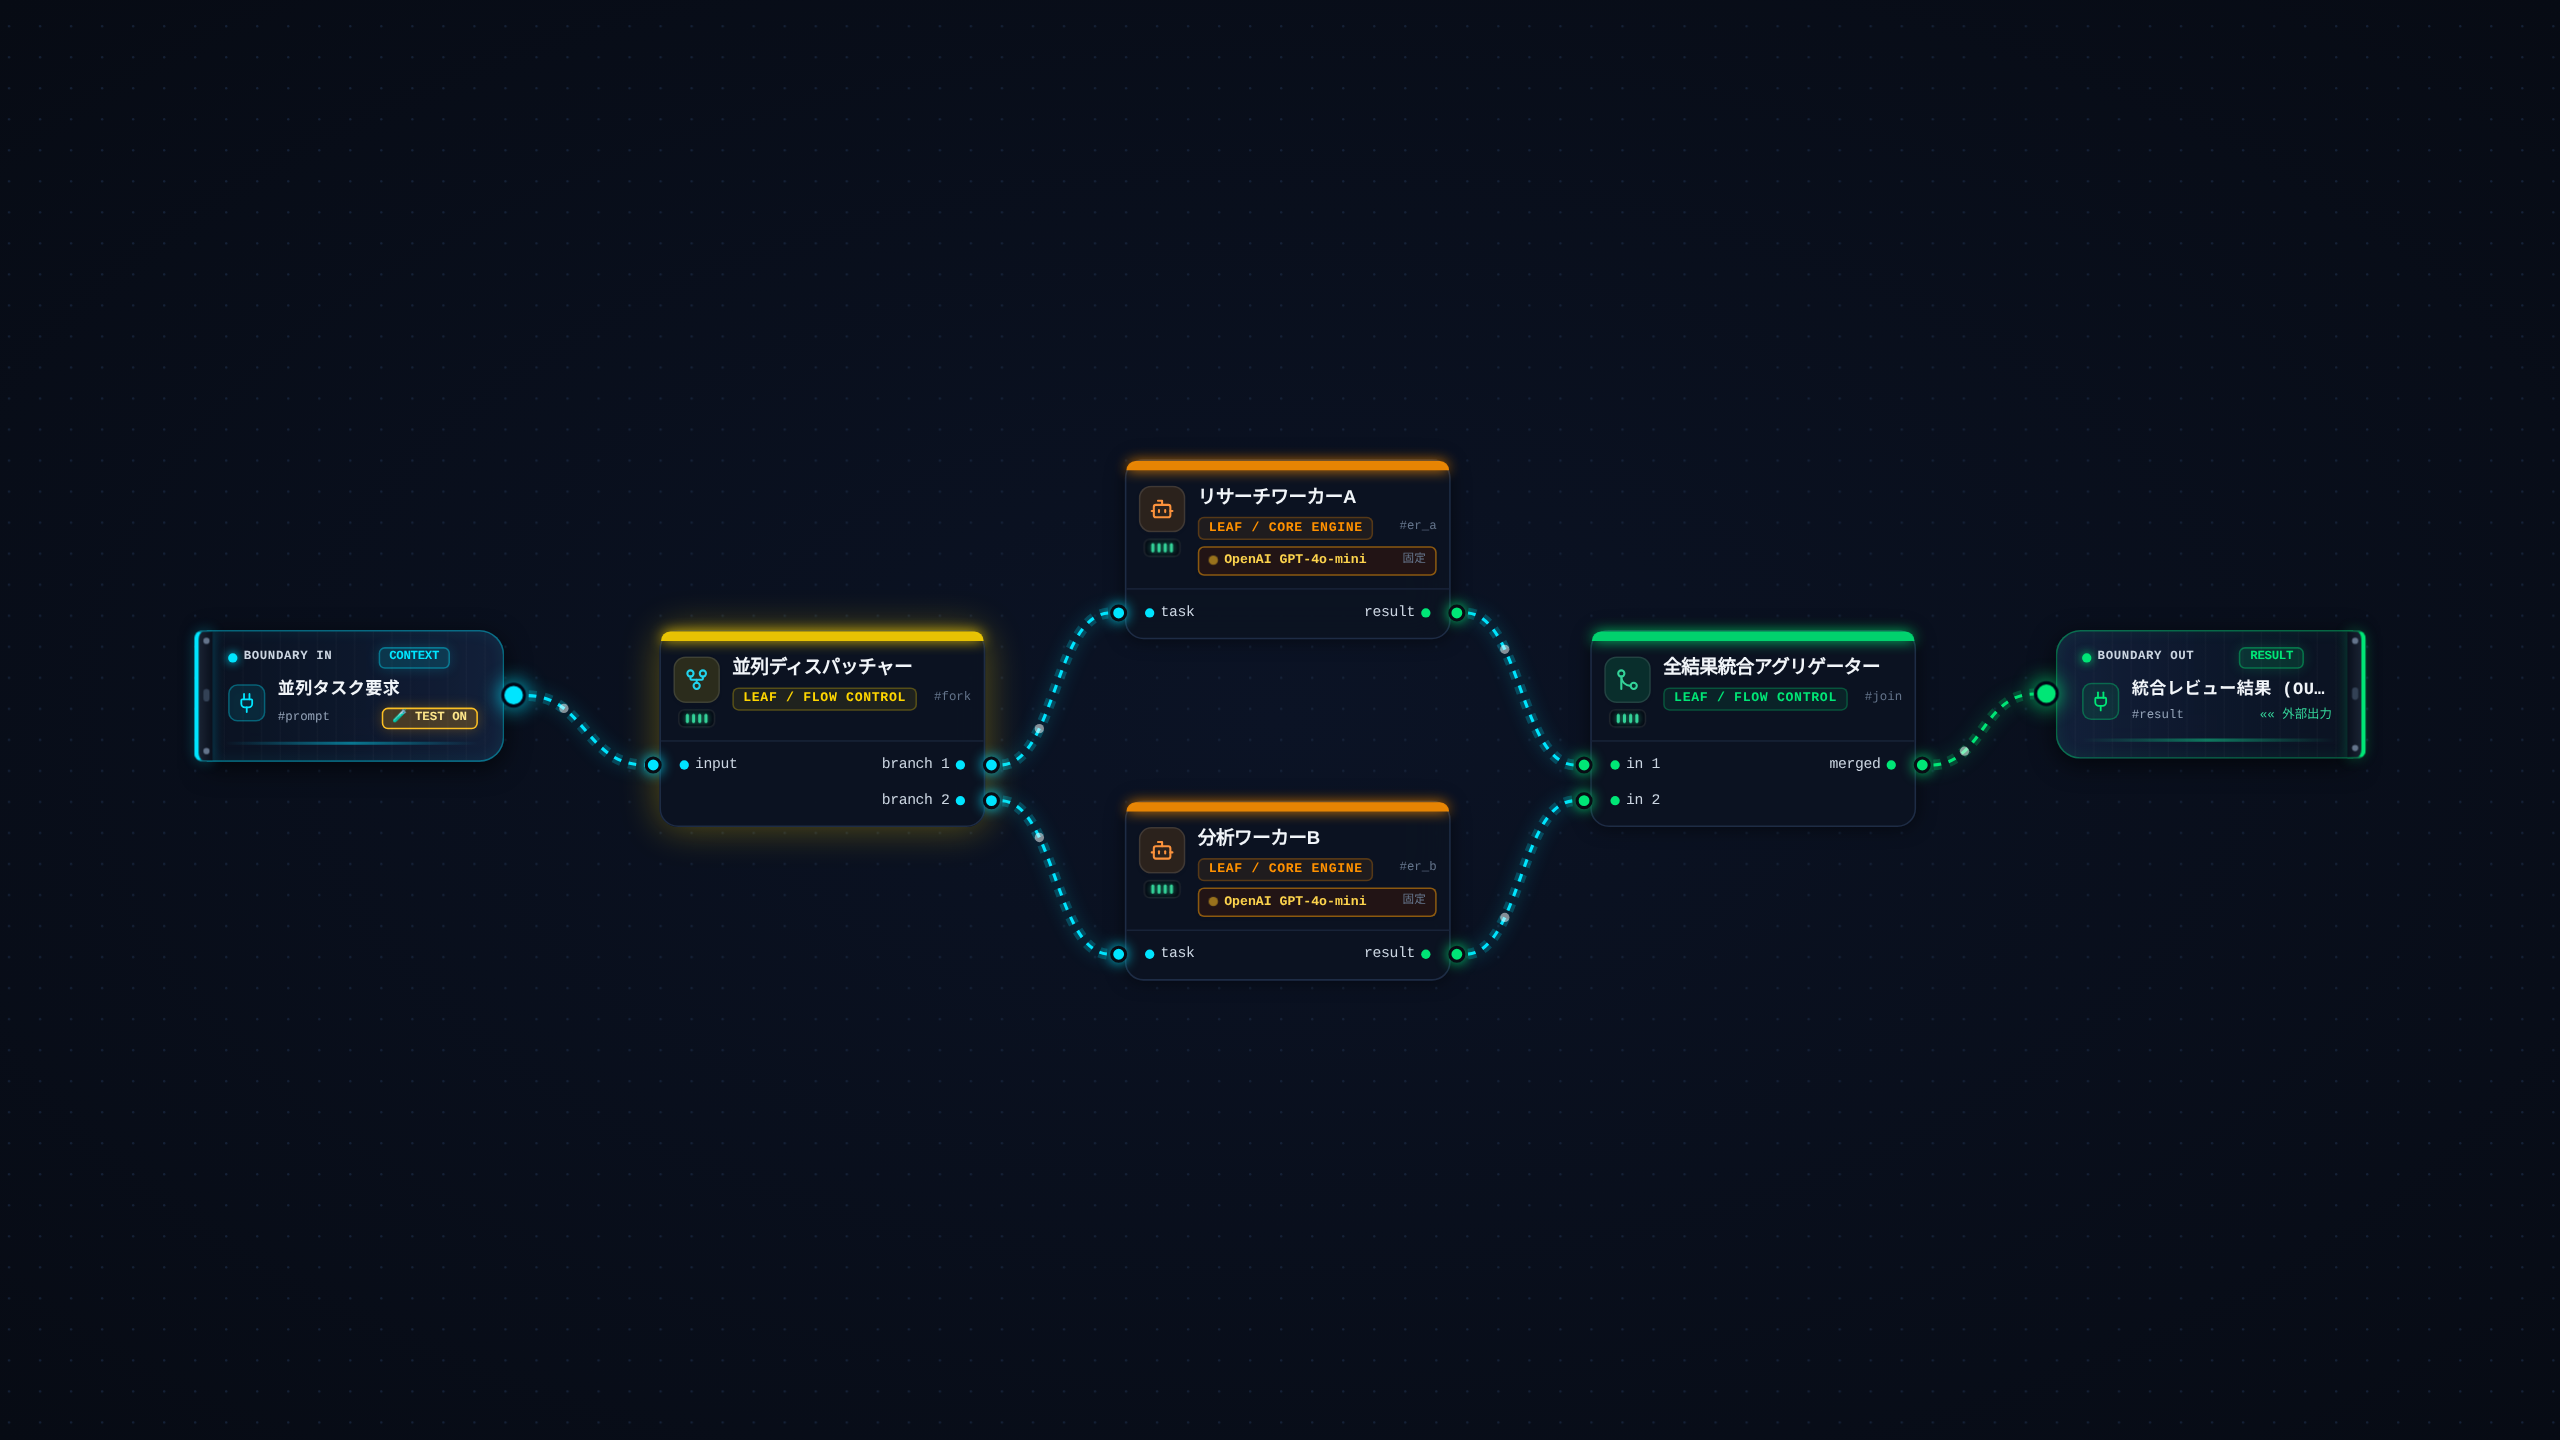 BOUNDARY IN CONTEXT
並列タスク要求
#prompt 🧪 TEST ON
並列ディスパッチャー
LEAF / FLOW CONTROL #fork
input branch 1
branch 2
リサーチワーカーA
LEAF / CORE ENGINE #er_a
OpenAI GPT-4o-mini 固定
task result
分析ワーカーB
LEAF / CORE ENGINE #er_b
OpenAI GPT-4o-mini 固定
task result
全結果統合アグリゲーター
LEAF / FLOW CONTROL #join
in 1 merged
in 2
BOUNDARY OUT RESULT
統合レビュー結果 (OU…
#result «« 外部出力